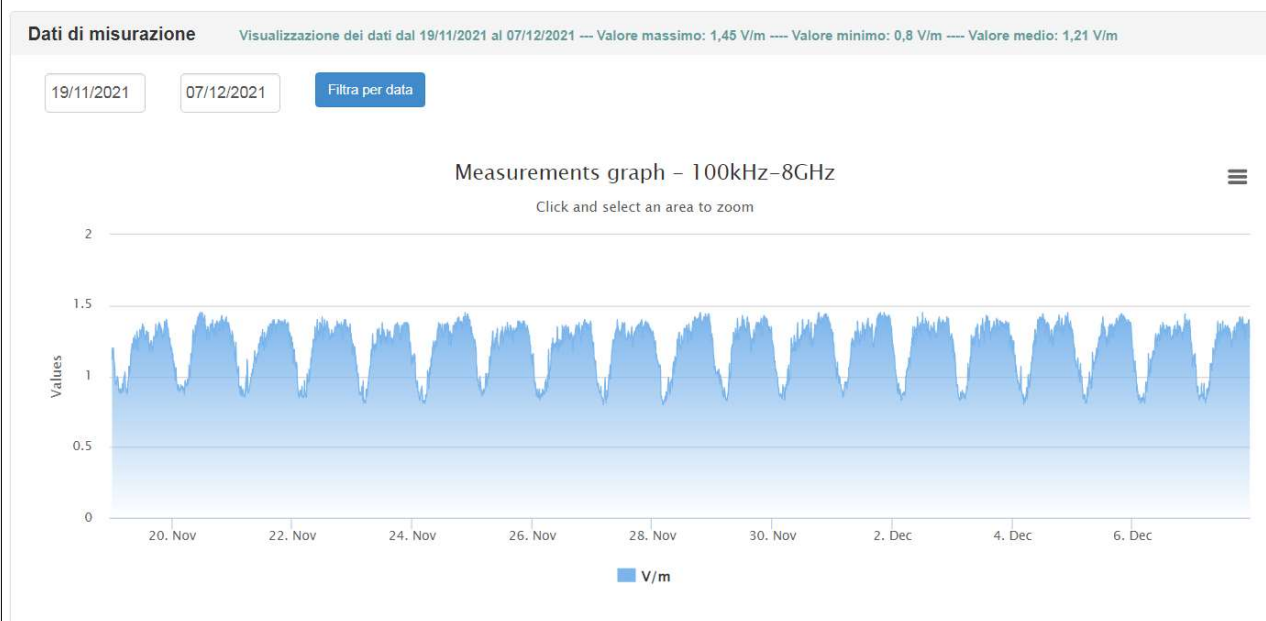 Dati di misurazione Visualizzazione dei dati dal 19/11/2021 al 07/12/2021 --- Valore massimo: 1,45 V/m ---- Valore minimo: 0,8 V/m ---- Valore medio: 1,21 V/m
19/11/2021 07/12/2021 Filtra per data
Measurements graph – 100kHz–8GHz
Click and select an area to zoom
Values
2
1.5
1
0.5
0
20. Nov 22. Nov 24. Nov 26. Nov 28. Nov 30. Nov 2. Dec 4. Dec 6. Dec
V/m